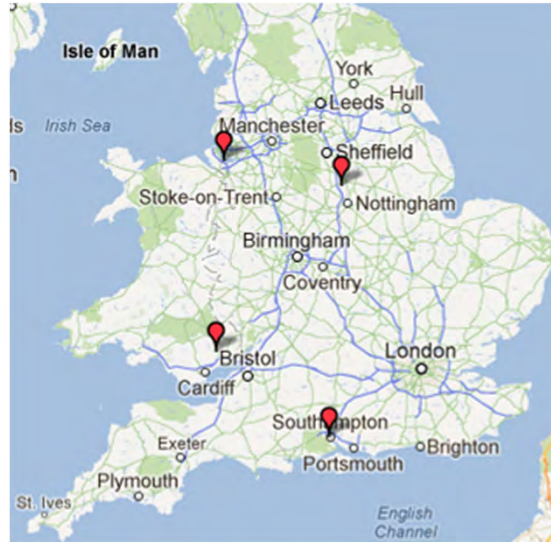 Isle of Man
York
Leeds
Hull
ls
Irish Sea
Manchester
Sheffield
n
Stoke-on-Trent
Nottingham
Birmingham
Coventry
Bristol
London
Cardiff
Southampton
Exeter
Portsmouth
Brighton
Plymouth
St. Ives
English
Channel